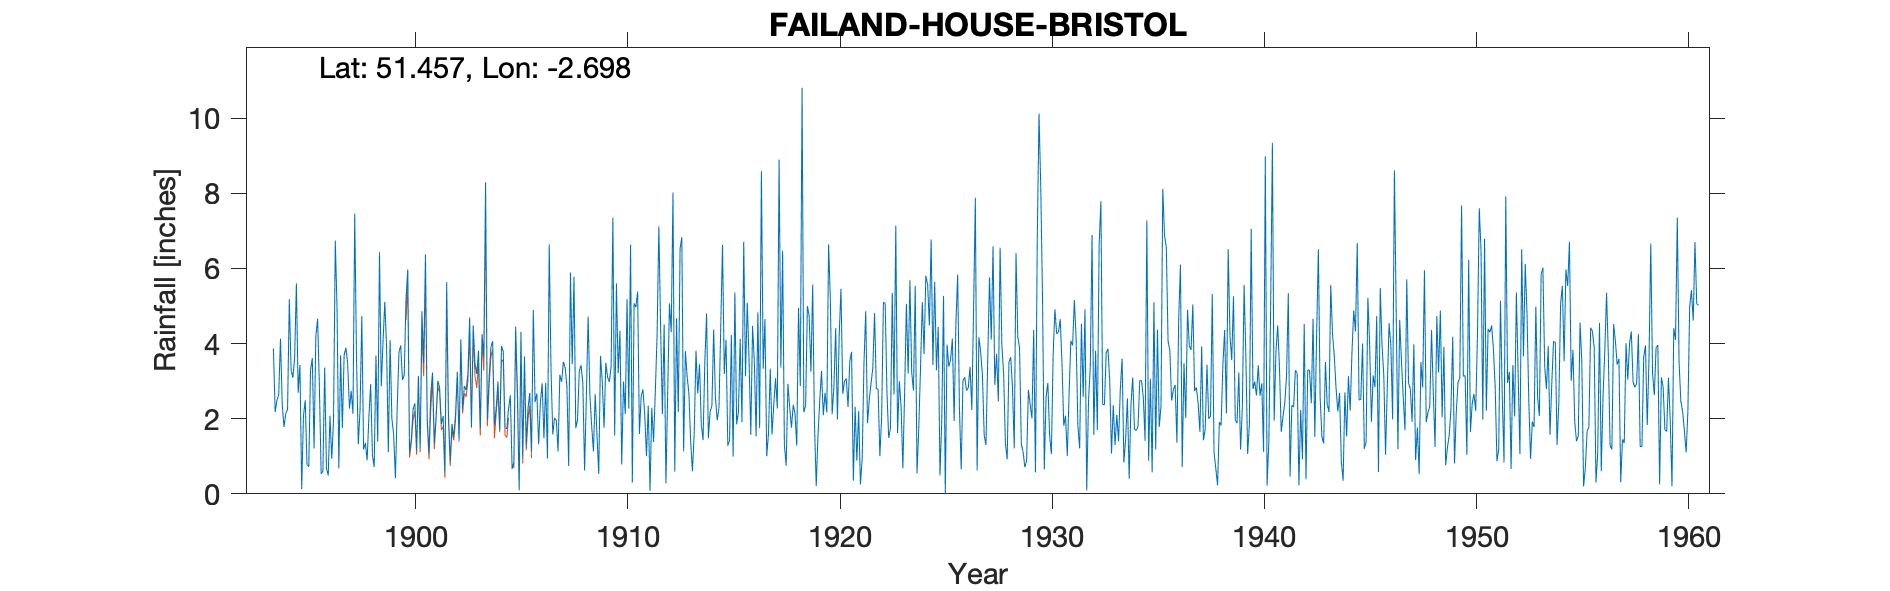 FAILAND-HOUSE-BRISTOL
Lat: 51.457, Lon: -2.698
Rainfall [inches]
10
8
6
4
2
0
1900 1910 1920 1930 1940 1950 1960
Year